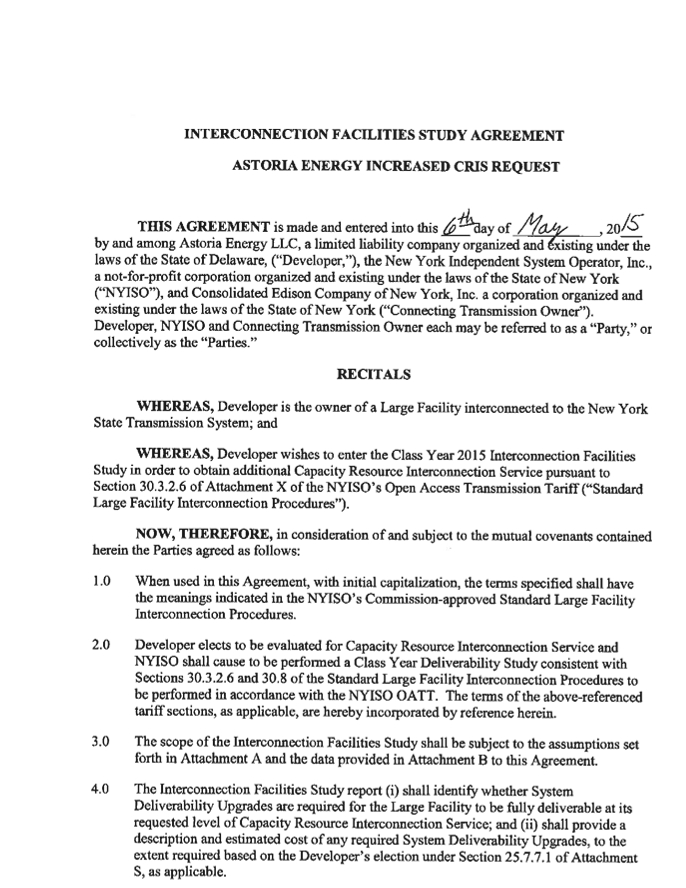 INTERCONNECTION FACILITIES STUDY AGREEMENT
ASTORIA ENERGY INCREASED CRIS REQUEST
THIS AGREEMENT is made and entered into this 6th day of May , 2015
by and among Astoria Energy LLC, a limited liability company organized and existing under the
laws of the State of Delaware, ("Developer,"), the New York Independent System Operator, Inc.,
a not-for-profit corporation organized and existing under the laws of the State of New York
("NYISO"), and Consolidated Edison Company of New York, Inc. a corporation organized and
existing under the laws of the State of New York ("Connecting Transmission Owner").
Developer, NYISO and Connecting Transmission Owner each may be referred to as a "Party," or
collectively as the "Parties."
RECITALS
WHEREAS, Developer is the owner of a Large Facility interconnected to the New York
State Transmission System; and
WHEREAS, Developer wishes to enter the Class Year 2015 Interconnection Facilities
Study in order to obtain additional Capacity Resource Interconnection Service pursuant to
Section 30.3.2.6 of Attachment X of the NYISO's Open Access Transmission Tariff ("Standard
Large Facility Interconnection Procedures").
NOW, THEREFORE, in consideration of and subject to the mutual covenants contained
herein the Parties agreed as follows:
1.0 When used in this Agreement, with initial capitalization, the terms specified shall have
the meanings indicated in the NYISO's Commission-approved Standard Large Facility
Interconnection Procedures.
2.0 Developer elects to be evaluated for Capacity Resource Interconnection Service and
NYISO shall cause to be performed a Class Year Deliverability Study consistent with
Sections 30.3.2.6 and 30.8 of the Standard Large Facility Interconnection Procedures to
be performed in accordance with the NYISO OATT. The terms of the above-referenced
tariff sections, as applicable, are hereby incorporated by reference herein.
3.0 The scope of the Interconnection Facilities Study shall be subject to the assumptions set
forth in Attachment A and the data provided in Attachment B to this Agreement.
4.0 The Interconnection Facilities Study report (i) shall identify whether System
Deliverability Upgrades are required for the Large Facility to be fully deliverable at its
requested level of Capacity Resource Interconnection Service; and (ii) shall provide a
description and estimated cost of any required System Deliverability Upgrades, to the
extent required based on the Developer's election under Section 25.7.7.1 of Attachment
S, as applicable.